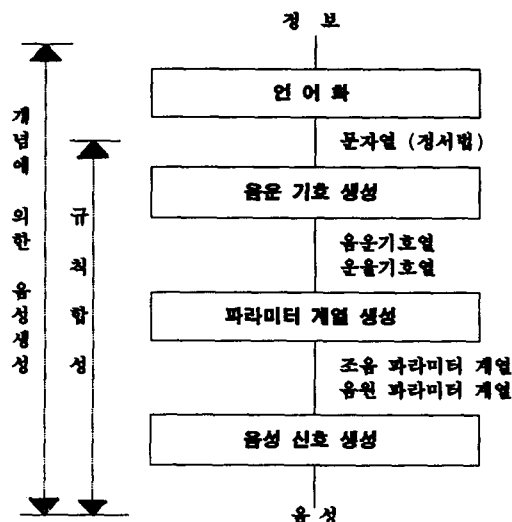 정 보
언 어 화
문자열 (정서법)
음운 기호 생성
음운기호열
운율기호열
파라미터 계열 생성
조음 파라미터 계열
음원 파라미터 계열
음성 신호 생성
음 성
개념에 의한 음성생성
규칙합성